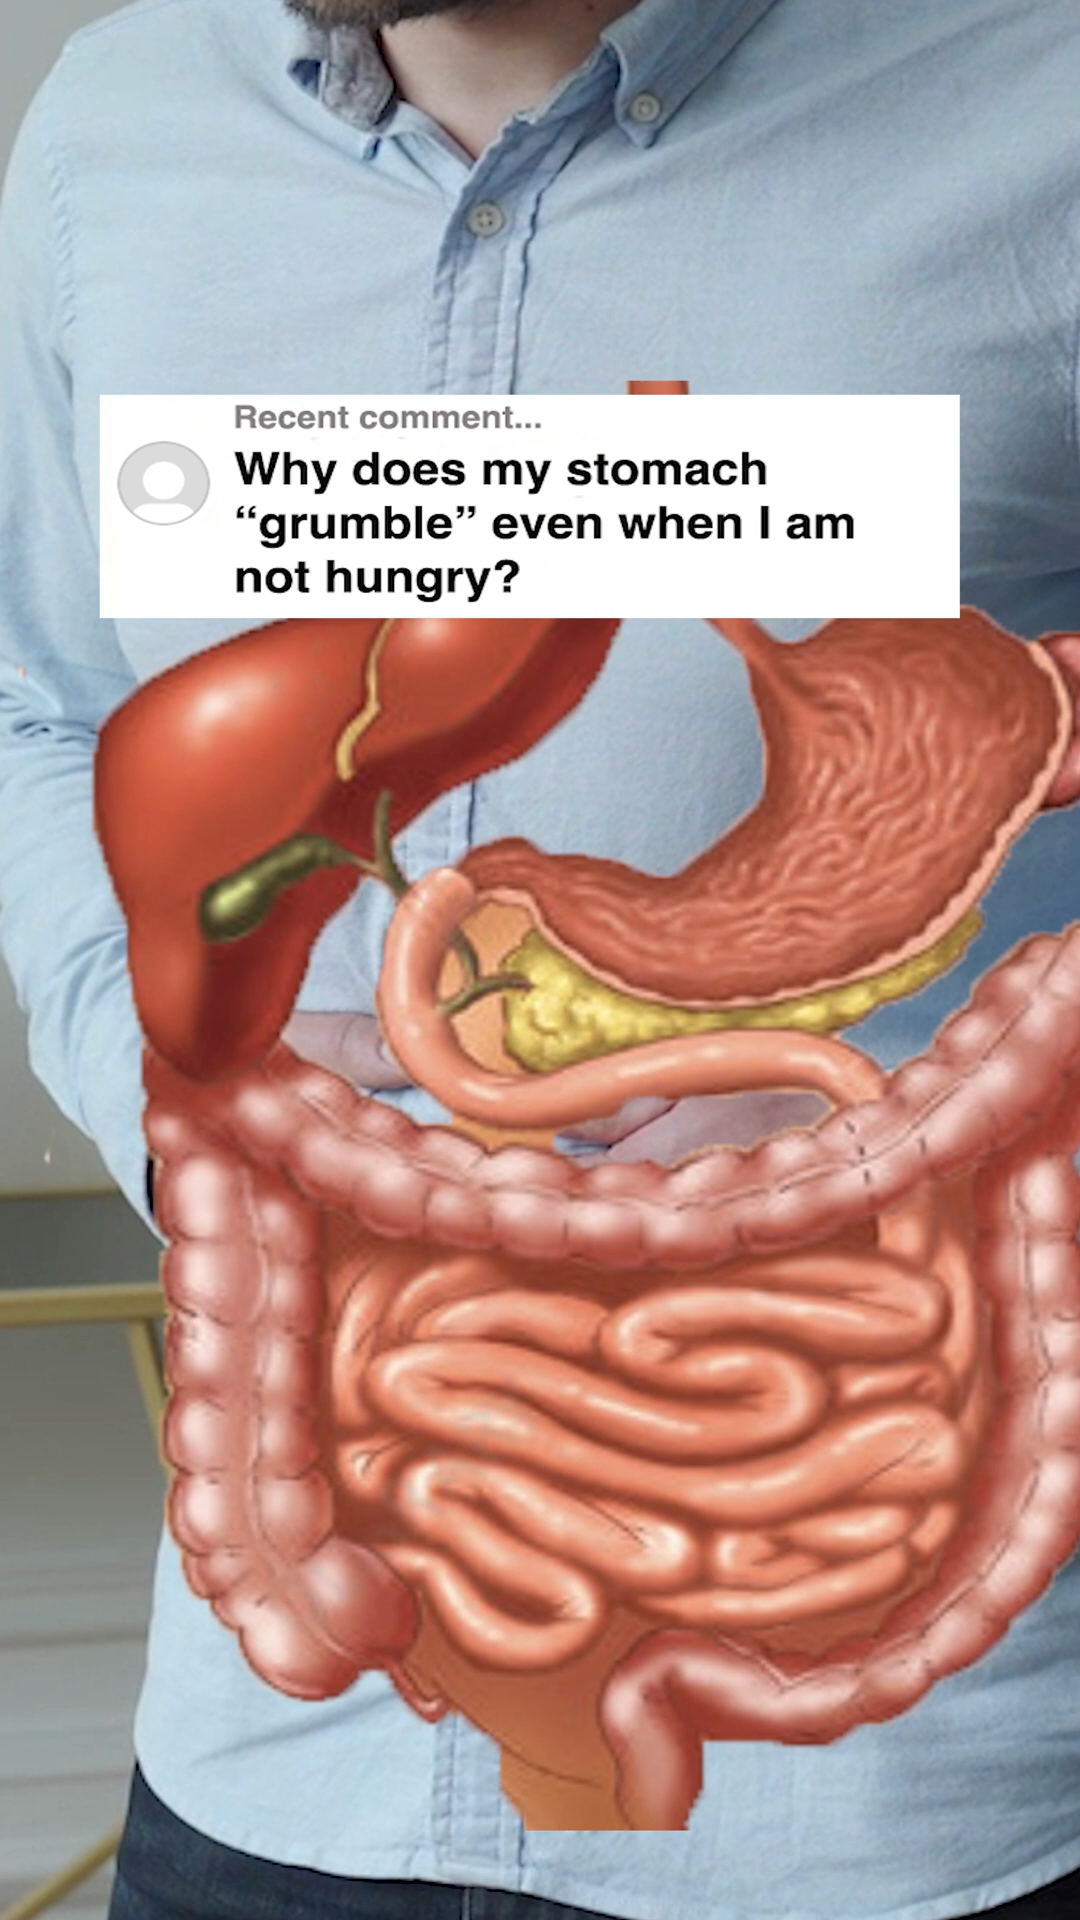 Recent comment...
Why does my stomach
“grumble” even when I am
not hungry?